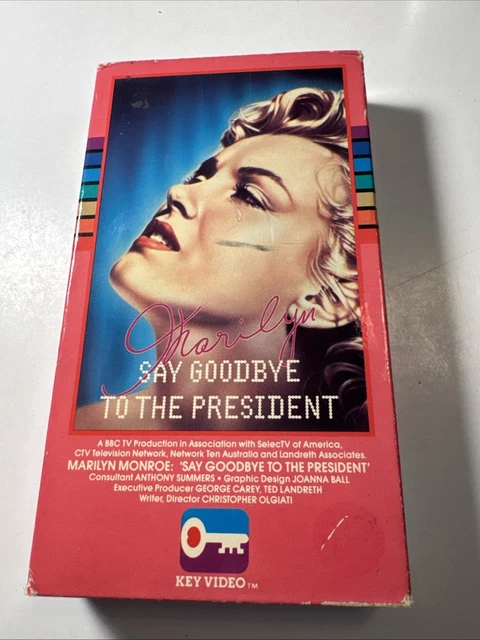 Marilyn
SAY GOODBYE
TO THE PRESIDENT
A BBC TV Production in Association with SelecTV of America,
CTV Television Network, Network Ten Australia and Landreth Associates.
MARILYN MONROE: 'SAY GOODBYE TO THE PRESIDENT'
Consultant ANTHONY SUMMERS • Graphic Design JOANNA BALL
Executive Producer GEORGE CAREY, TED LANDRETH
Writer, Director CHRISTOPHER OLGIATI
KEY VIDEO TM